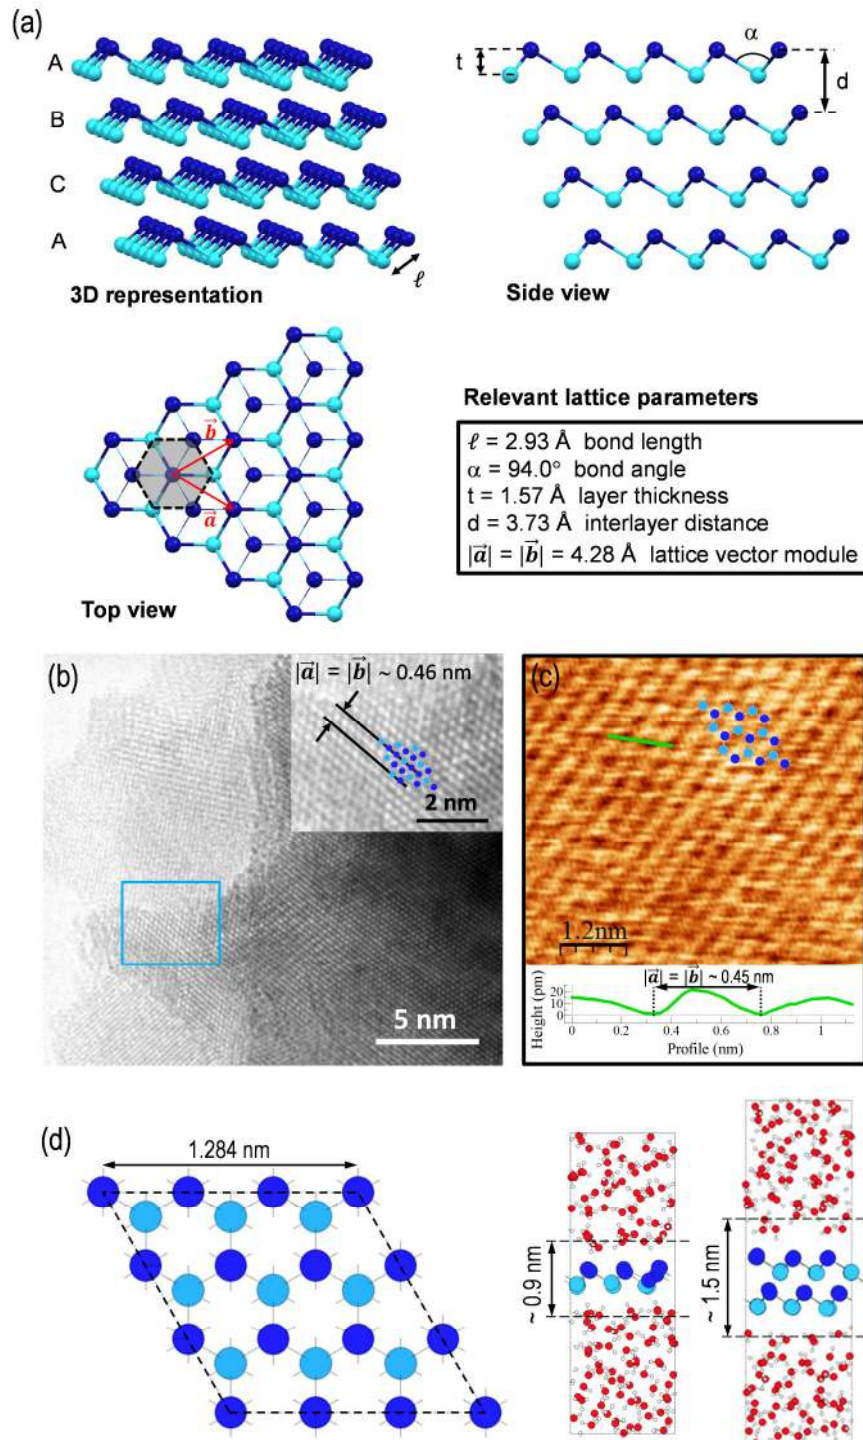 (a)
A
B
C
A
ℓ
3D representation
t
α
d
Side view
b⃗
a⃗
Top view
Relevant lattice parameters
ℓ = 2.93 Å bond length
α = 94.0° bond angle
t = 1.57 Å layer thickness
d = 3.73 Å interlayer distance
|a⃗| = |b⃗| = 4.28 Å lattice vector module
(b)
|a⃗| = |b⃗| ~ 0.46 nm
2 nm
5 nm
(c)
1.2nm
|a⃗| = |b⃗| ~ 0.45 nm
Height (pm)
20
10
0
0 0.2 0.4 0.6 0.8 1
Profile (nm)
(d)
1.284 nm
~ 0.9 nm
~ 1.5 nm